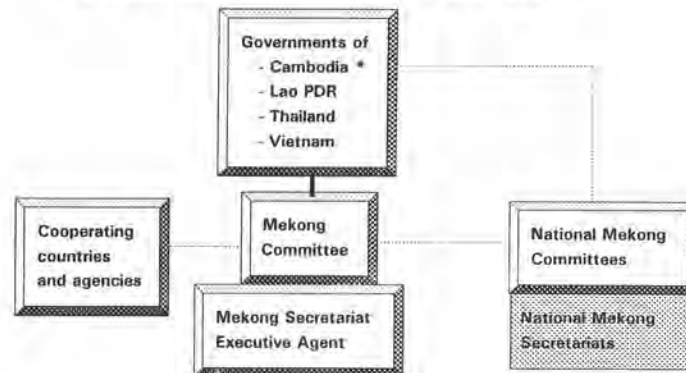 Governments of
- Cambodia *
- Lao PDR
- Thailand
- Vietnam
Cooperating
countries
and agencies
Mekong
Committee
National Mekong
Committees
Mekong Secretariat
Executive Agent
National Mekong
Secretariats